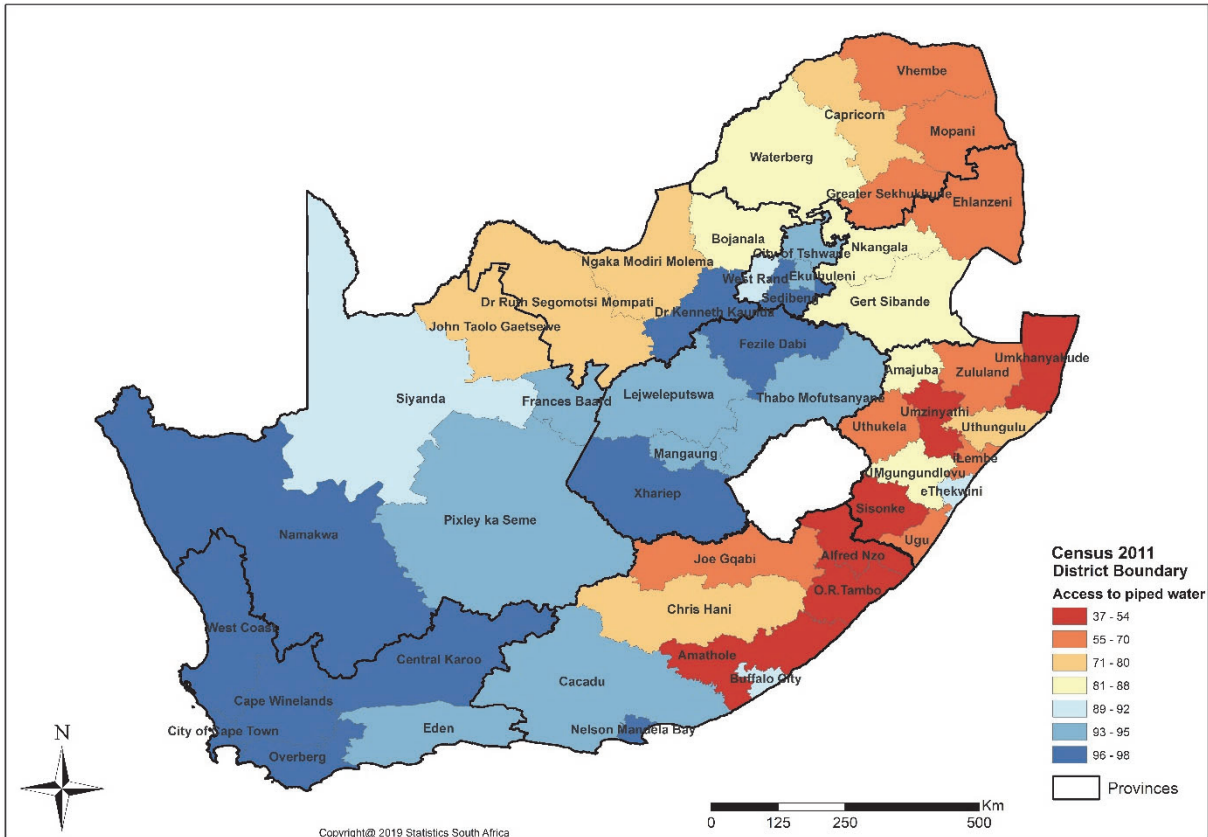 Vhembe
Capricorn
Mopani
Waterberg
Greater Sekhukhune
Ehlanzeni
Bojanala
Nkangala
City of Tshwane
Ngaka Modiri Molema
West Rand
Ekurhuleni
Dr Ruth Segomotsi Mompati
Sedibeng
Gert Sibande
Dr Kenneth Kaunda
John Taolo Gaetsewe
Fezile Dabi
Umkhanyakude
Amajuba
Zululand
Siyanda
Frances Baard
Lejweleputswa
Thabo Mofutsanyane
Umzinyathi
Uthukela
Uthungulu
Mangaung
iLembe
UMgungundlovu
eThekwini
Xhariep
Sisonke
Pixley ka Seme
Namakwa
Ugu
Joe Gqabi
Alfred Nzo
O.R.Tambo
Chris Hani
West Coast
Central Karoo
Amathole
Buffalo City
Cacadu
Cape Winelands
City of Cape Town
Eden
Nelson Mandela Bay
Overberg
N
Census 2011
District Boundary
Access to piped water
37 - 54
55 - 70
71 - 80
81 - 88
89 - 92
93 - 95
96 - 98
Provinces
Km
0 125 250 500
Copyright@ 2019 Statistics South Africa